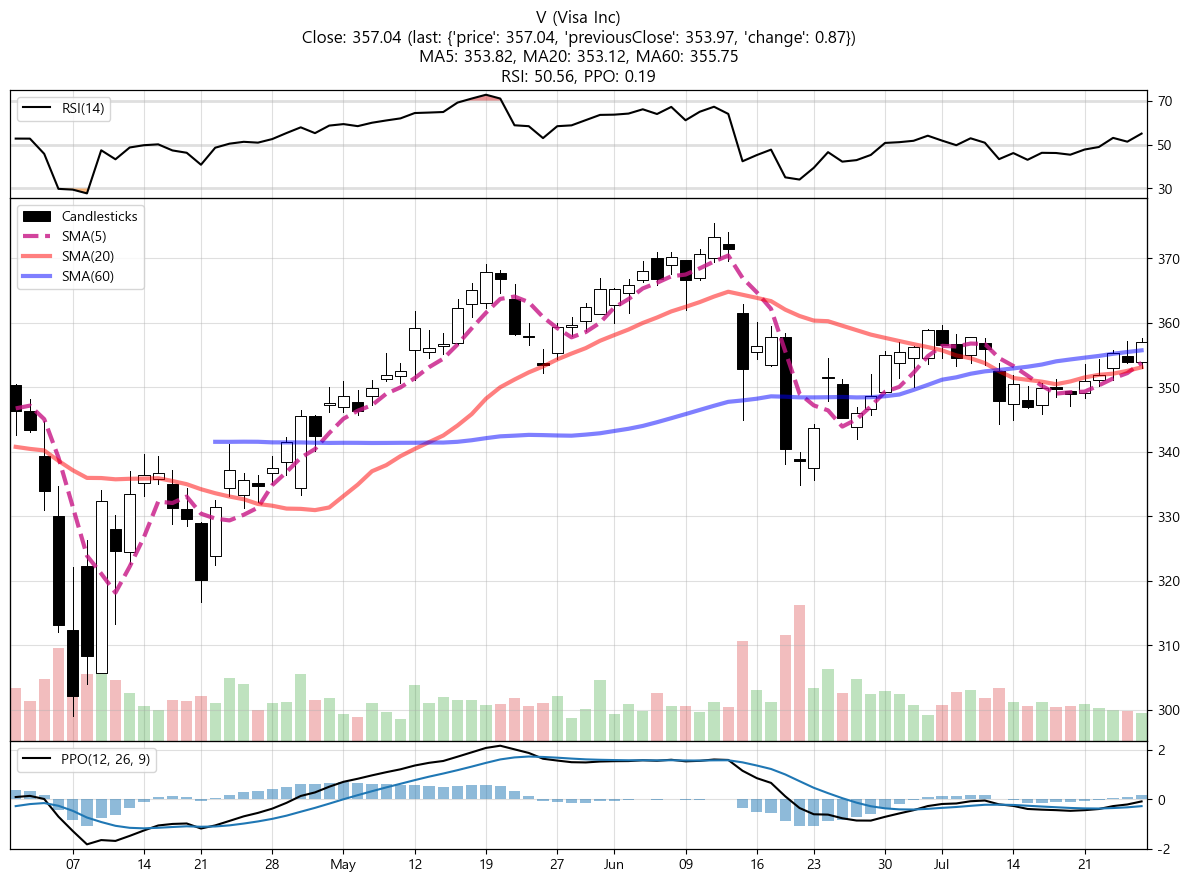 V (Visa Inc)
Close: 357.04 (last: {'price': 357.04, 'previousClose': 353.97, 'change': 0.87})
MA5: 353.82, MA20: 353.12, MA60: 355.75
RSI: 50.56, PPO: 0.19
RSI(14)
70
50
30
Candlesticks
SMA(5)
SMA(20)
SMA(60)
370
360
350
340
330
320
310
300
PPO(12, 26, 9)
2
0
-2
07 14 21 28 May 12 19 27 Jun 09 16 23 30 Jul 14 21